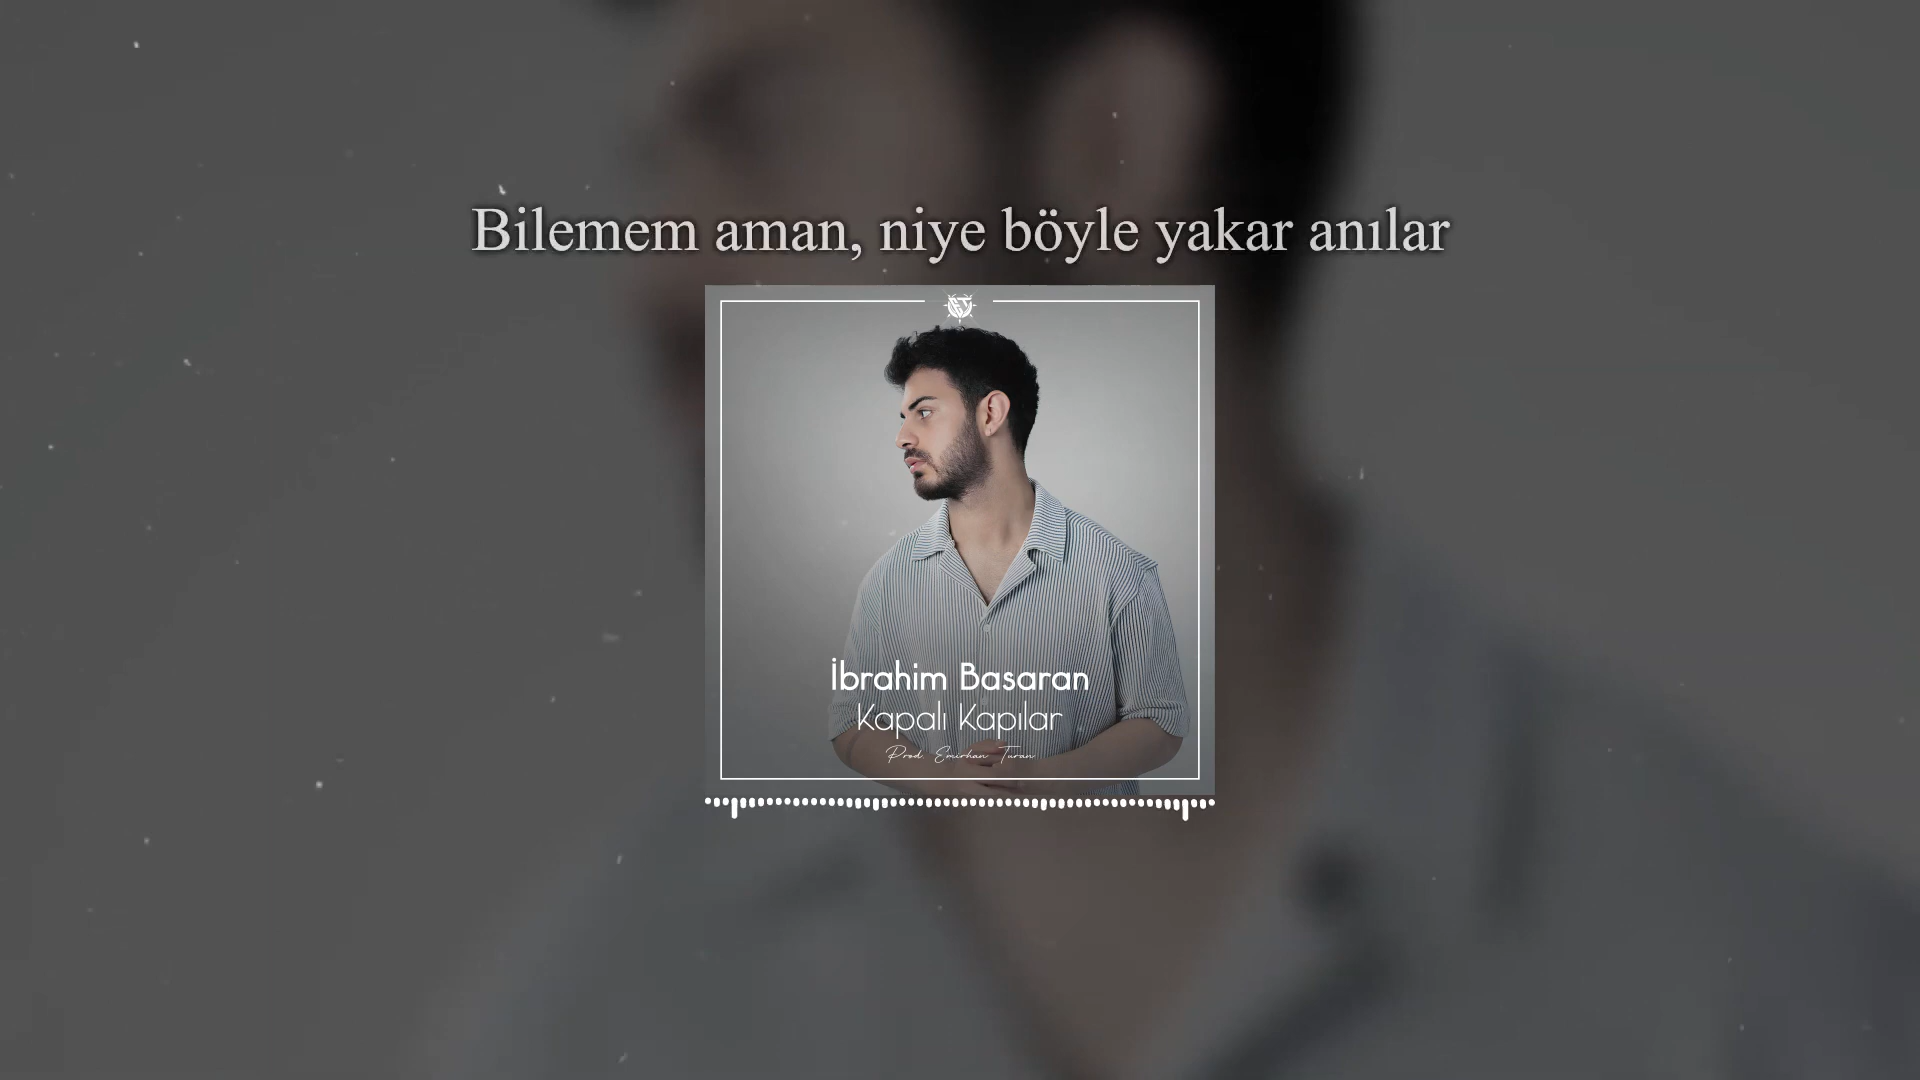 Bilemem aman, niye böyle yakar anılar
İbrahim Basaran
Kapalı Kapılar
Prod. Emirhan Turan